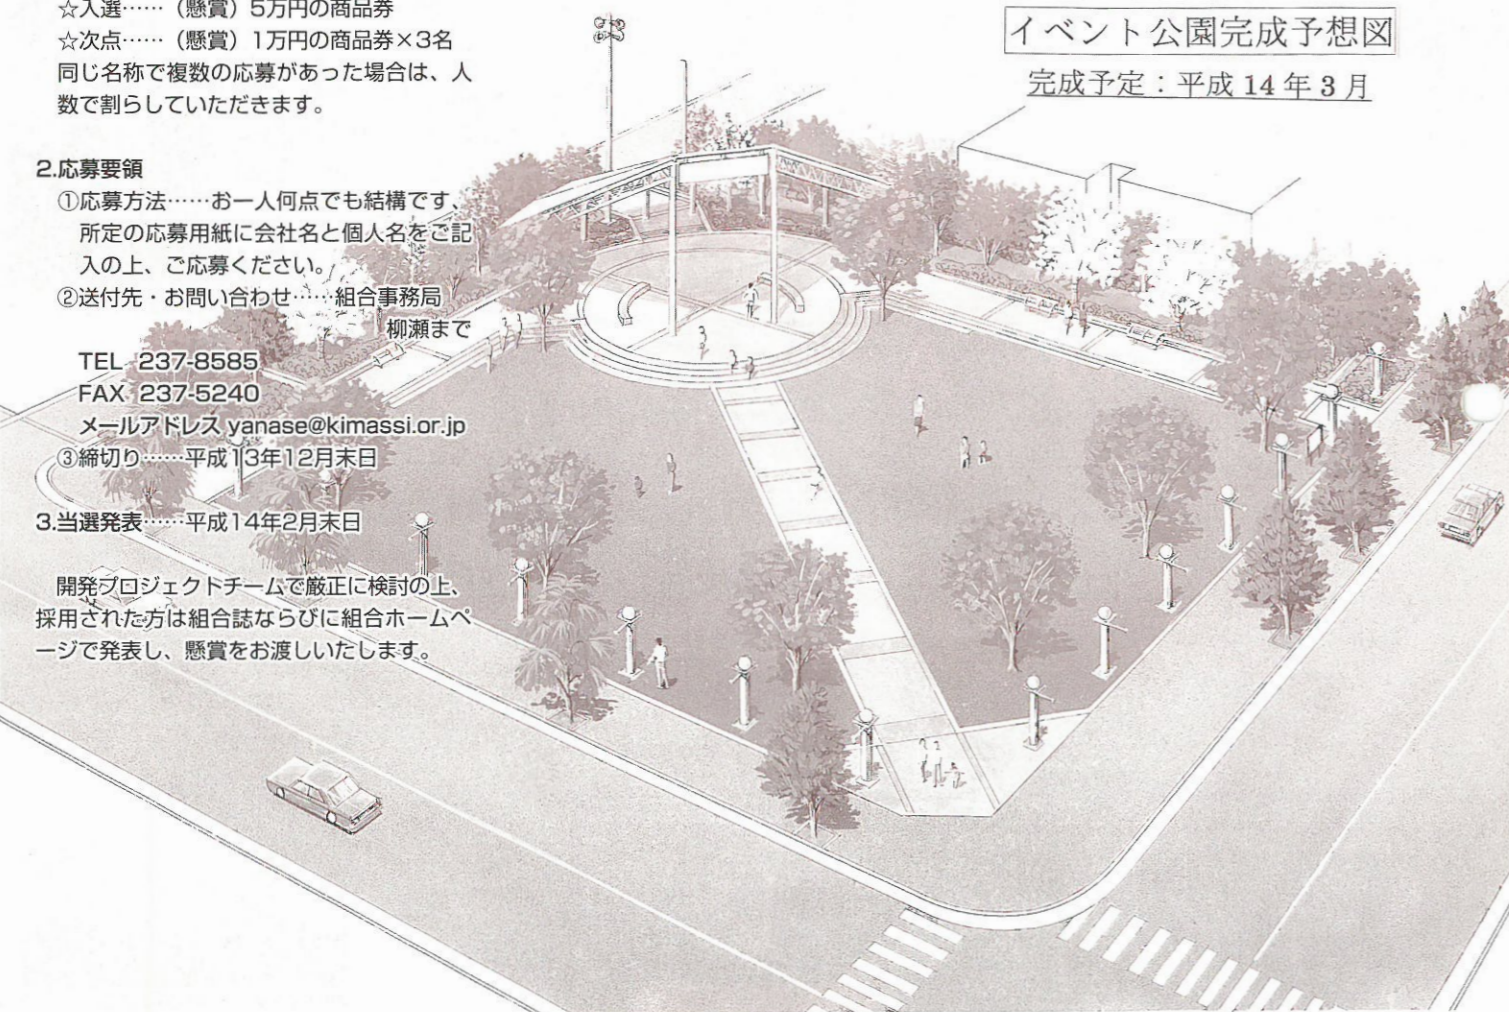 ☆入選……（懸賞）5万円の商品券
☆次点……（懸賞）1万円の商品券×3名
同じ名称で複数の応募があった場合は、人
数で割らしていただきます。
2.応募要領
①応募方法……お一人何点でも結構です、
所定の応募用紙に会社名と個人名をご記
入の上、ご応募ください。
②送付先・お問い合わせ……組合事務局
柳瀬まで
TEL 237-8585
FAX 237-5240
メールアドレス yanase@kimassi.or.jp
③締切り……平成13年12月末日
3.当選発表……平成14年2月末日
開発プロジェクトチームで厳正に検討の上、
採用された方は組合誌ならびに組合ホームペ
ージで発表し、懸賞をお渡しいたします。
イベント公園完成予想図
完成予定：平成 14 年 3 月